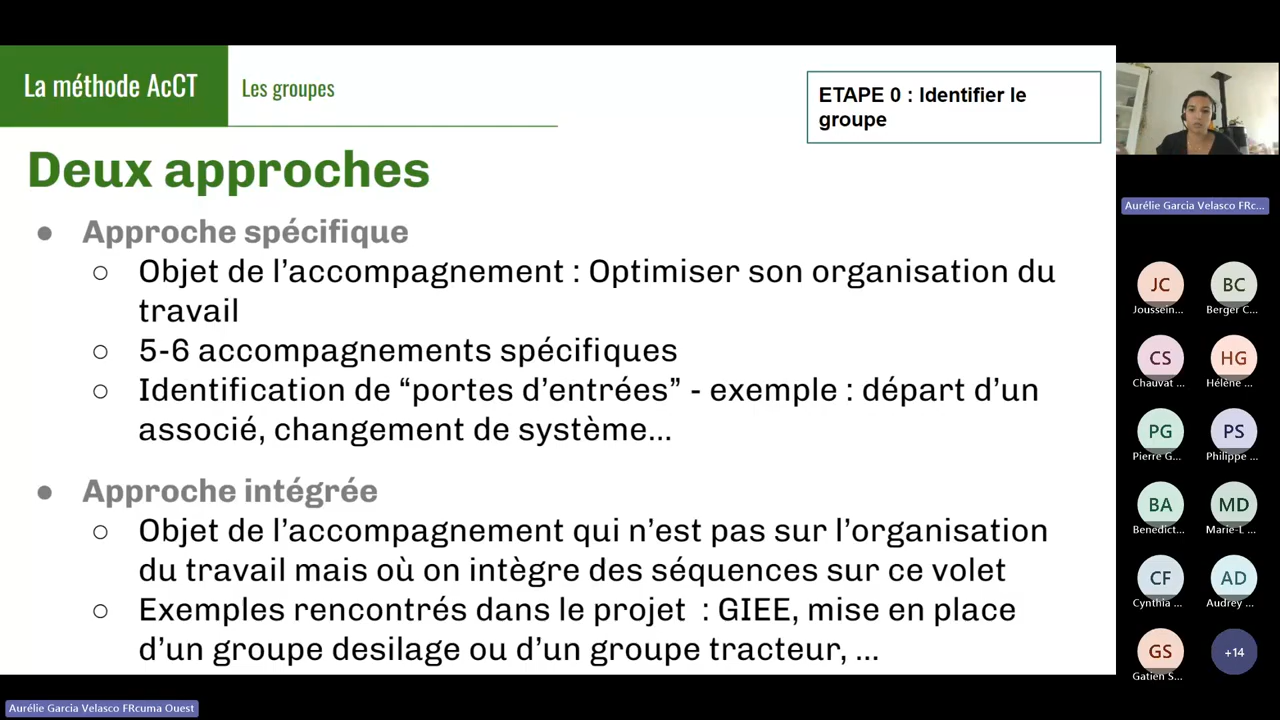 La méthode AcCT
Les groupes
ETAPE 0 : Identifier le
groupe
Deux approches
● Approche spécifique
○ Objet de l’accompagnement : Optimiser son organisation du
travail
○ 5-6 accompagnements spécifiques
○ Identification de “portes d’entrées” - exemple : départ d’un
associé, changement de système...
● Approche intégrée
○ Objet de l’accompagnement qui n’est pas sur l’organisation
du travail mais où on intègre des séquences sur ce volet
○ Exemples rencontrés dans le projet : GIEE, mise en place
d’un groupe desilage ou d’un groupe tracteur, ...
Aurélie Garcia Velasco FRc...
JC
Joussein...
BC
Berger C...
CS
Chauvat ...
HG
Hélène ...
PG
Pierre G...
PS
Philippe ...
BA
Benedict...
MD
Marie-L ...
CF
Cynthia ...
AD
Audrey ...
GS
Gatien S...
+14
Aurélie Garcia Velasco FRcuma Ouest